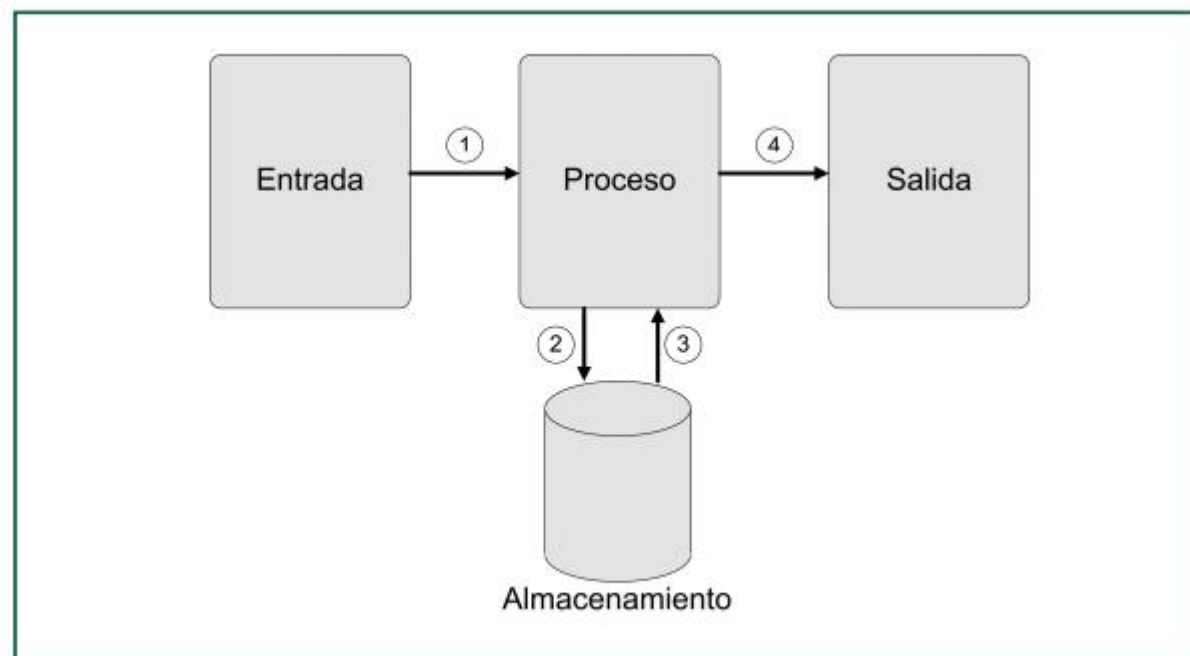 1
4
Entrada
Proceso
Salida
2
3
Almacenamiento